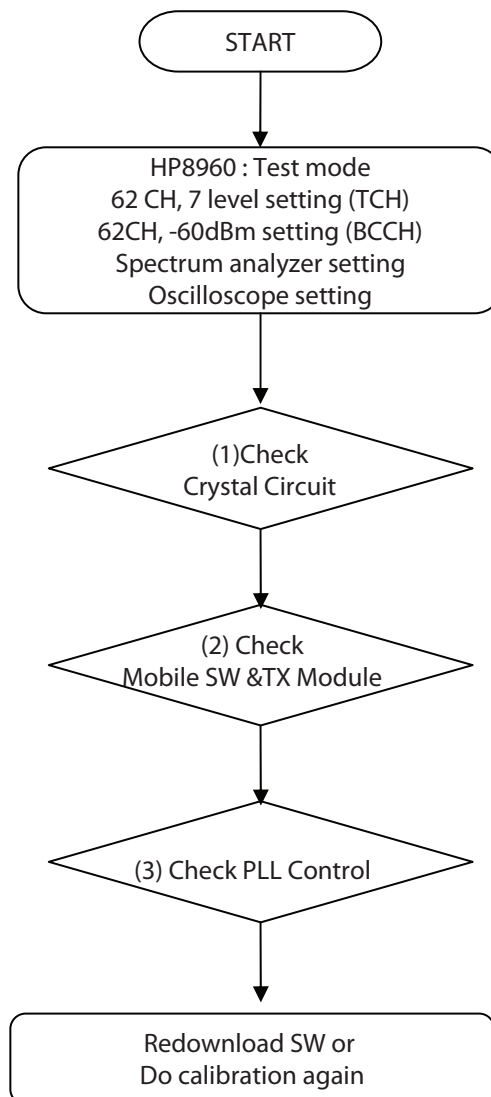 START
HP8960 : Test mode
62 CH, 7 level setting (TCH)
62CH, -60dBm setting (BCCH)
Spectrum analyzer setting
Oscilloscope setting
(1)Check
Crystal Circuit
(2) Check
Mobile SW &TX Module
(3) Check PLL Control
Redownload SW or
Do calibration again